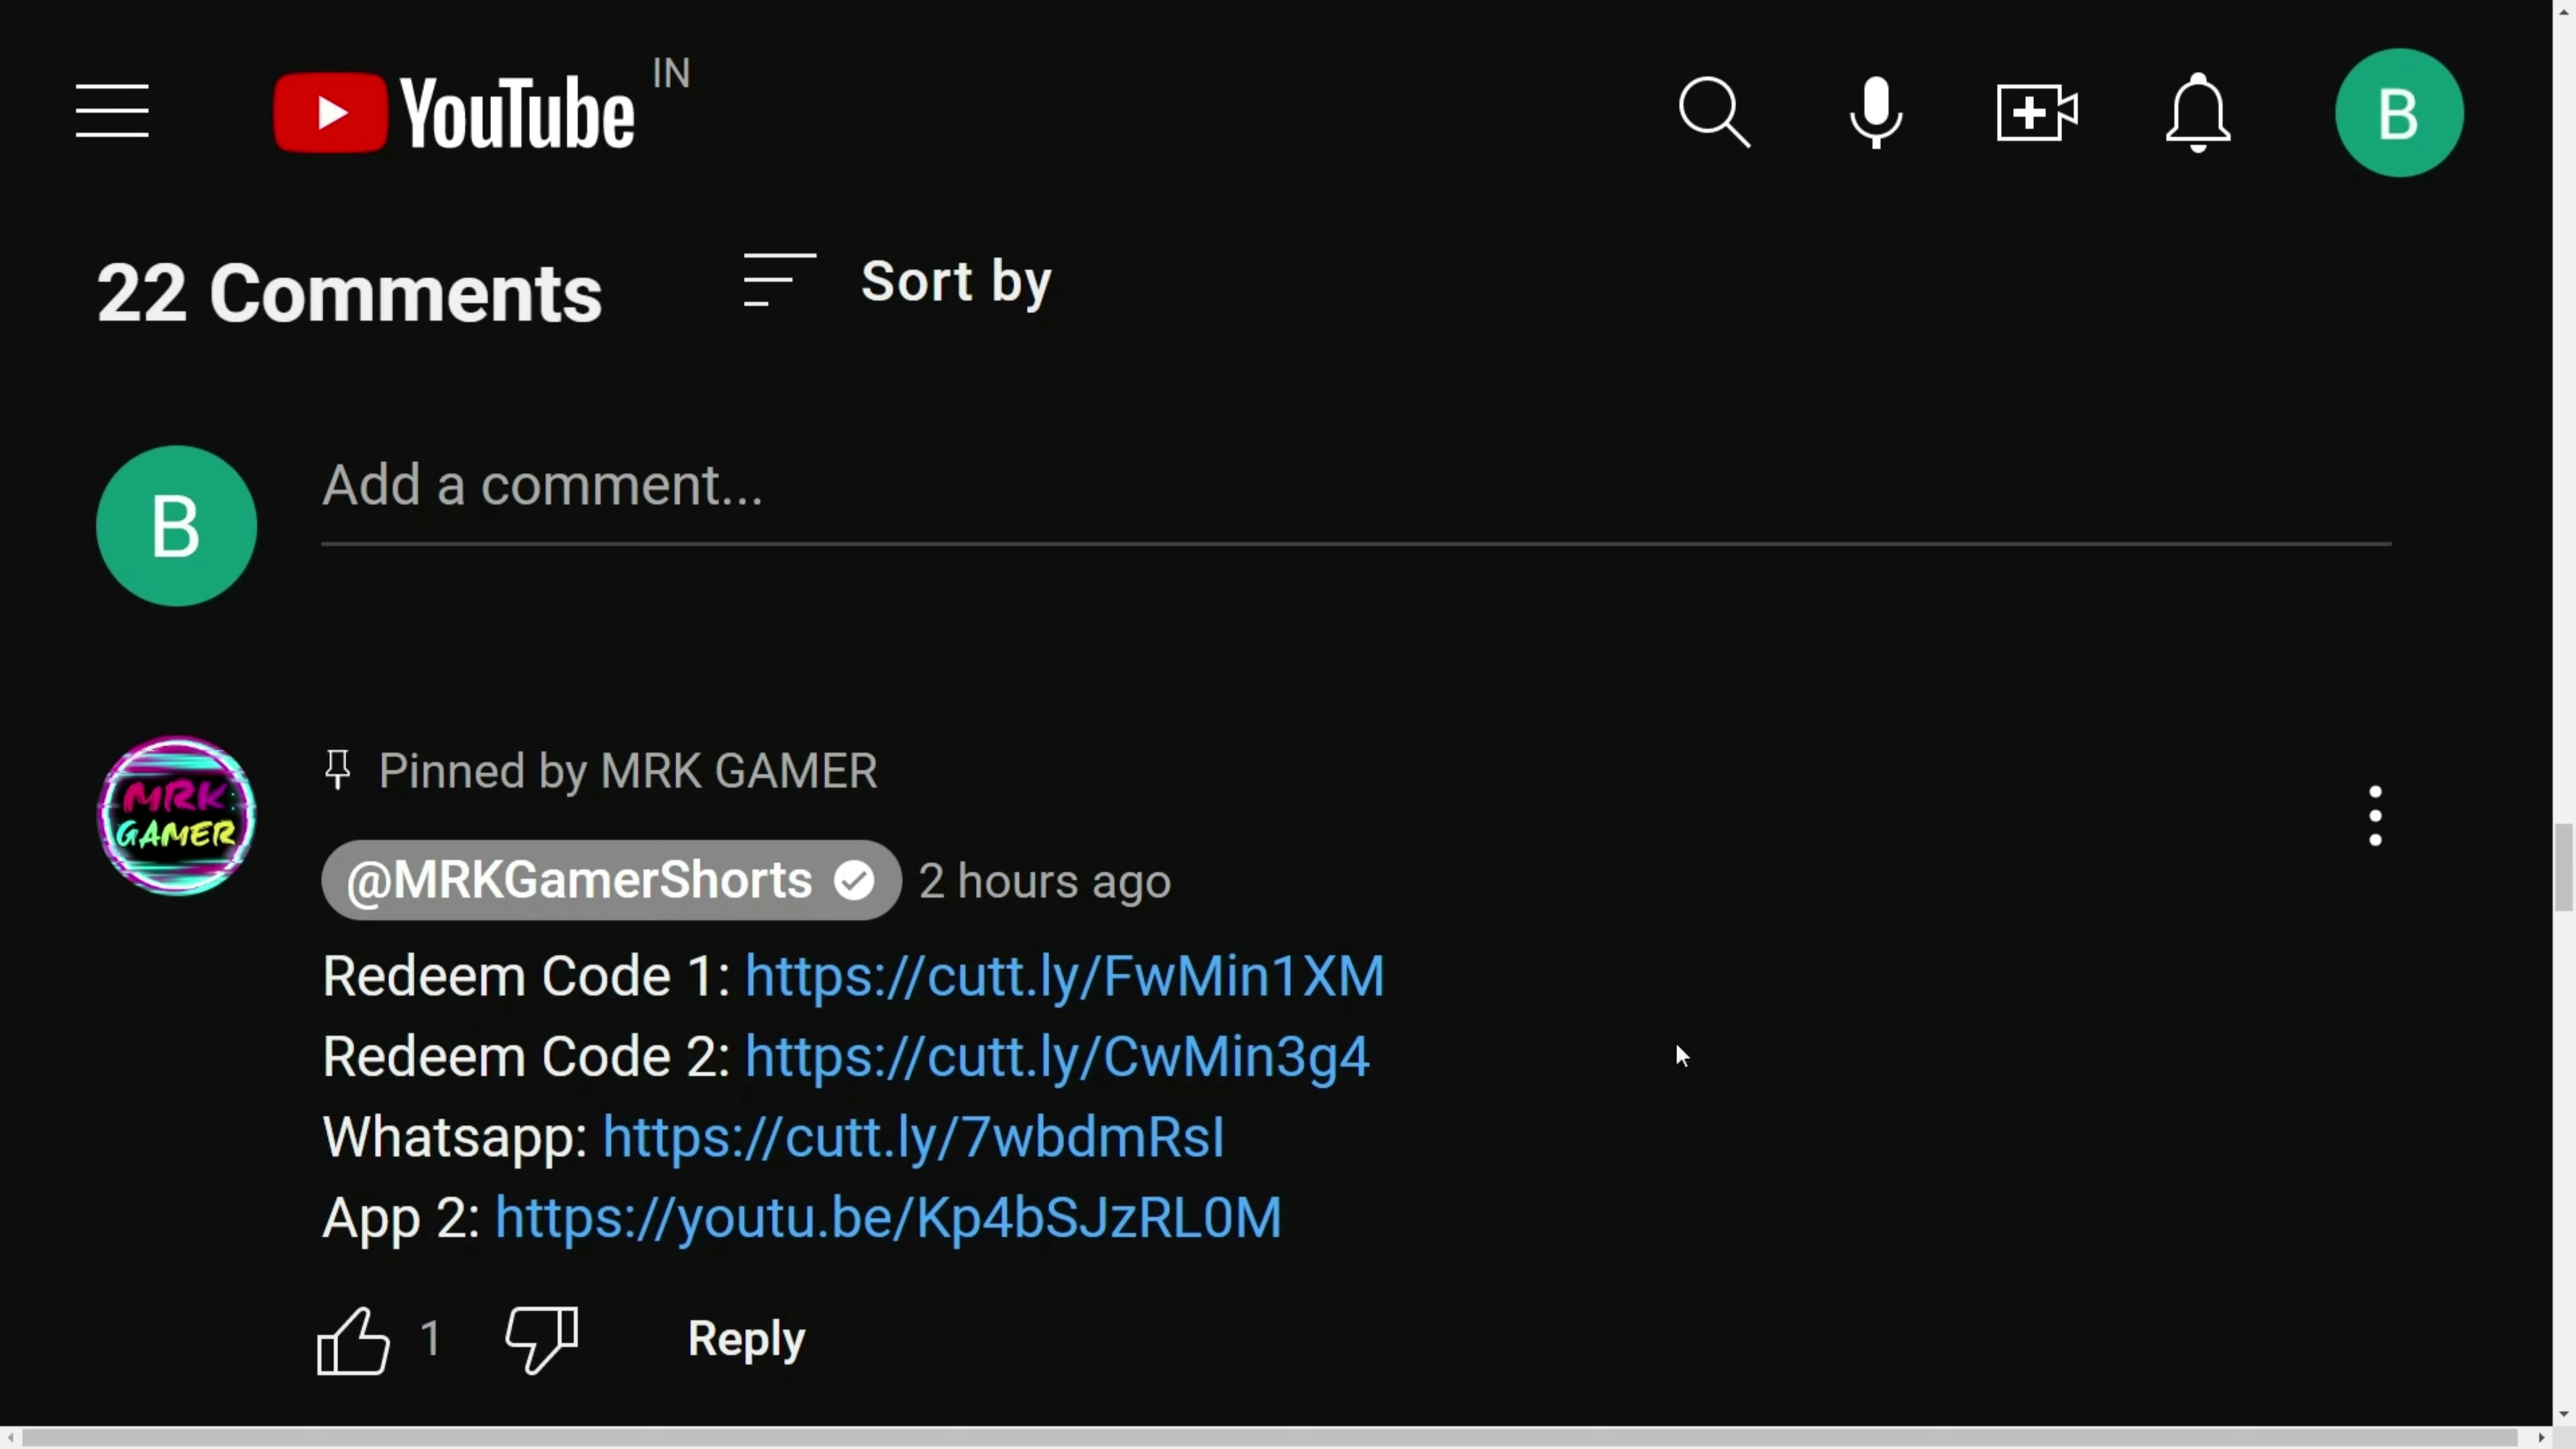 YouTube IN
B
22 Comments
Sort by
B
Add a comment...
MRK GAMER
Pinned by MRK GAMER
@MRKGamerShorts 2 hours ago
Redeem Code 1: https://cutt.ly/FwMin1XM
Redeem Code 2: https://cutt.ly/CwMin3g4
Whatsapp: https://cutt.ly/7wbdmRsI
App 2: https://youtu.be/Kp4bSJzRL0M
1
Reply